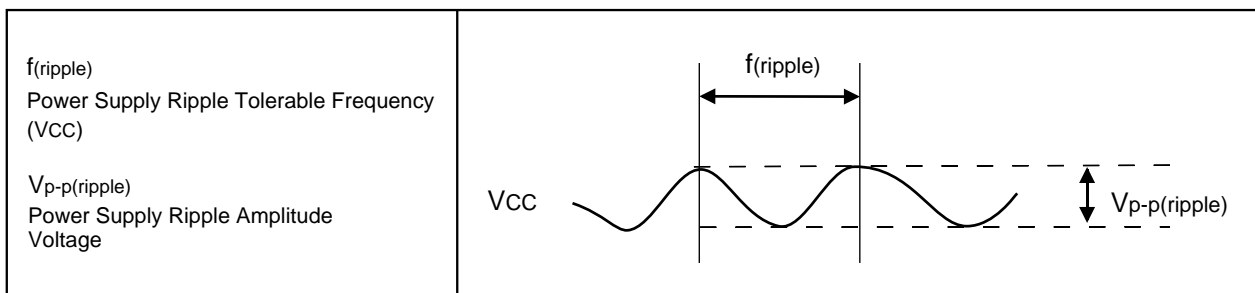 f(ripple)
Power Supply Ripple Tolerable Frequency
(VCC)
Vp-p(ripple)
Power Supply Ripple Amplitude
Voltage
f(ripple)
VCC
Vp-p(ripple)